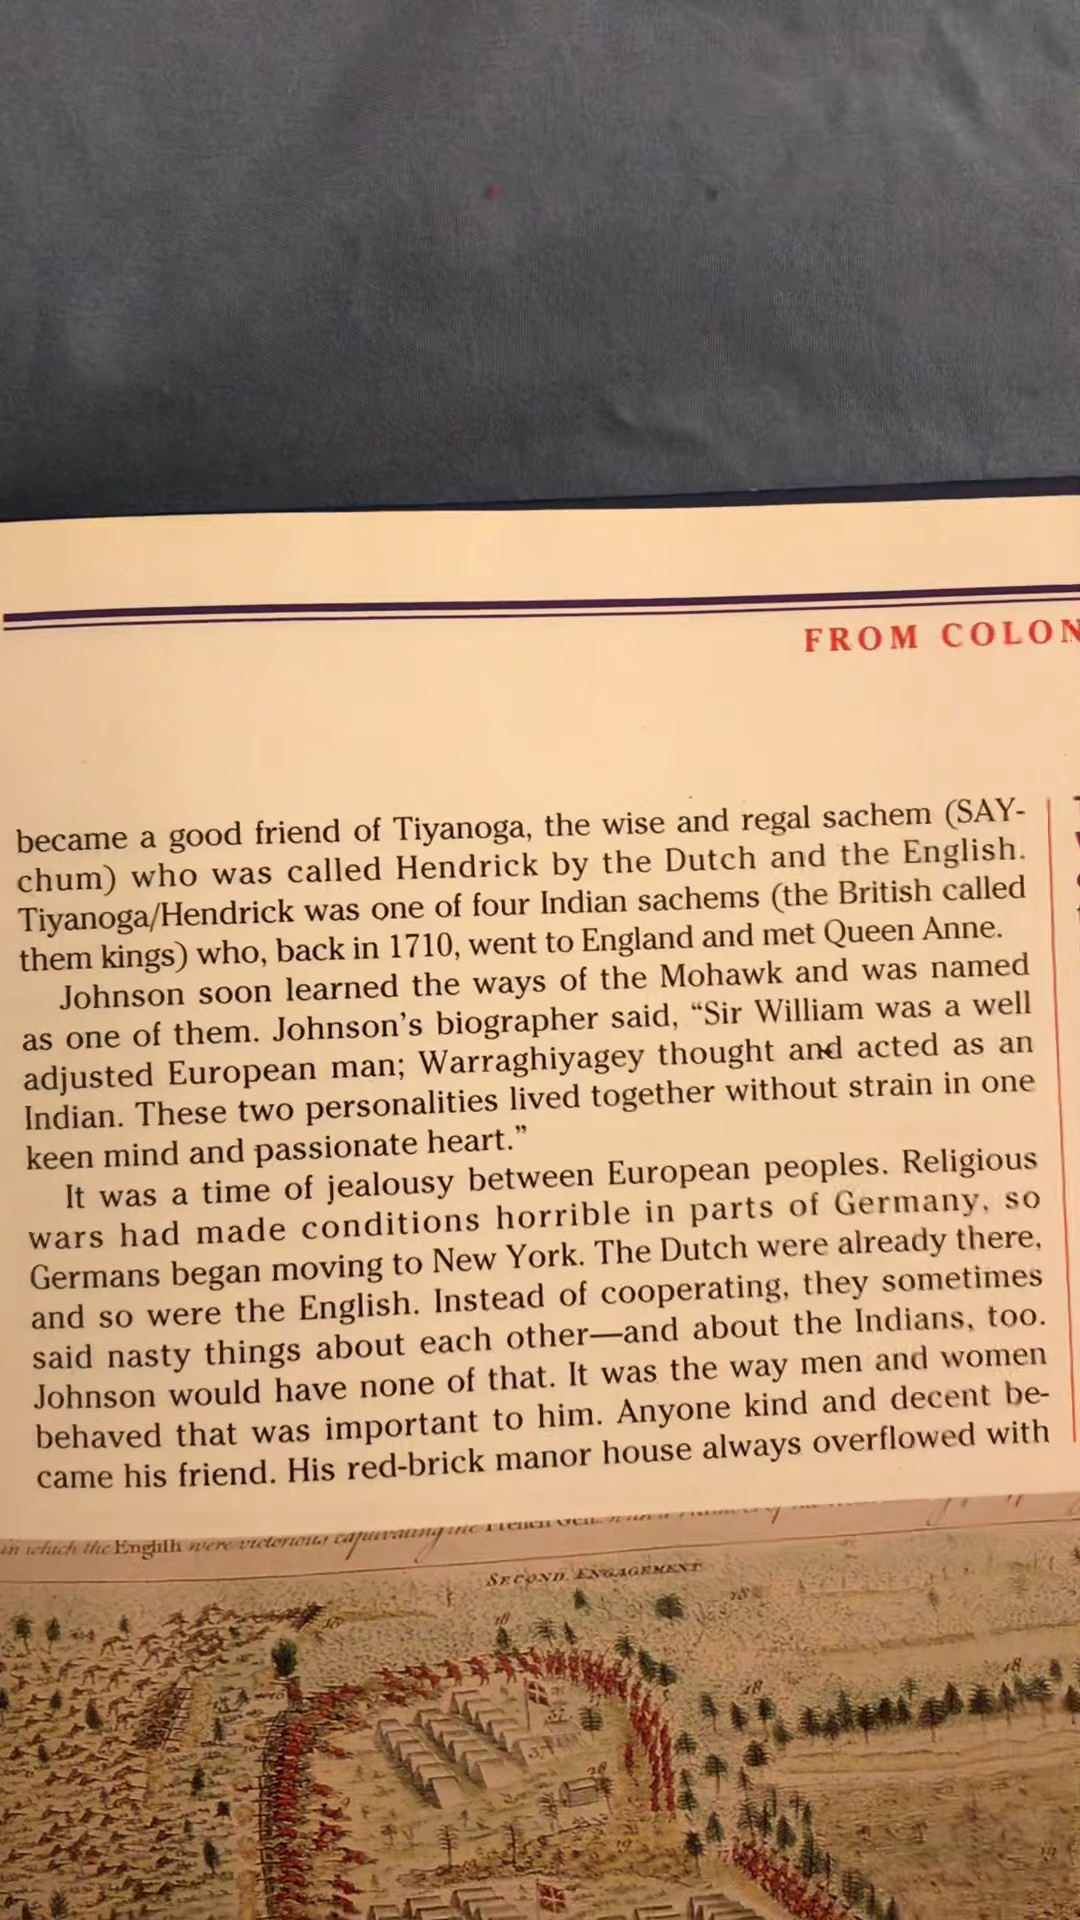 FROM COLON
became a good friend of Tiyanoga, the wise and regal sachem (SAY-
chum) who was called Hendrick by the Dutch and the English.
Tiyanoga/Hendrick was one of four Indian sachems (the British called
them kings) who, back in 1710, went to England and met Queen Anne.
Johnson soon learned the ways of the Mohawk and was named
as one of them. Johnson's biographer said, “Sir William was a well
adjusted European man; Warraghiyagey thought and acted as an
Indian. These two personalities lived together without strain in one
keen mind and passionate heart.”
It was a time of jealousy between European peoples. Religious
wars had made conditions horrible in parts of Germany, so
Germans began moving to New York. The Dutch were already there,
and so were the English. Instead of cooperating, they sometimes
said nasty things about each other—and about the Indians, too.
Johnson would have none of that. It was the way men and women
behaved that was important to him. Anyone kind and decent be-
came his friend. His red-brick manor house always overflowed with
in which the English were victorious captivating the French
SECOND ENGAGEMENT
18
18
18